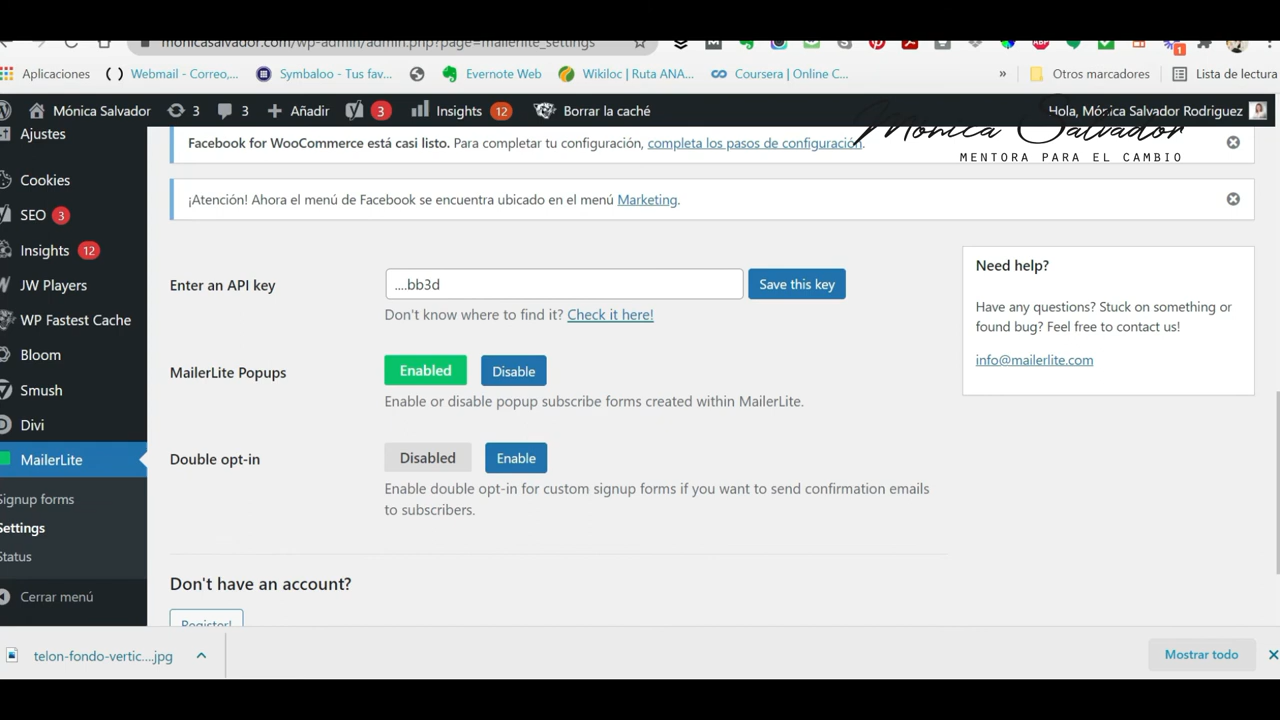 monicasalvador.com/wp-admin/admin.php?page=mailerlite_settings
Aplicaciones
Webmail - Correo,...
Symbaloo - Tus fav...
Evernote Web
Wikiloc | Ruta ANA...
Coursera | Online C...
»
Otros marcadores
Lista de lectura
Mónica Salvador
3
3
Añadir
3
Insights
12
Borrar la caché
Hola, Mónica Salvador Rodriguez
Mónica Salvador
MENTORA PARA EL CAMBIO
Ajustes
Cookies
SEO 3
Insights 12
JW Players
WP Fastest Cache
Bloom
Smush
Divi
MailerLite
Signup forms
Settings
Status
Cerrar menú
Facebook for WooCommerce está casi listo. Para completar tu configuración, completa los pasos de configuración.
¡Atención! Ahora el menú de Facebook se encuentra ubicado en el menú Marketing.
Enter an API key
....bb3d
Save this key
Don't know where to find it? Check it here!
MailerLite Popups
Enabled
Disable
Enable or disable popup subscribe forms created within MailerLite.
Double opt-in
Disabled
Enable
Enable double opt-in for custom signup forms if you want to send confirmation emails
to subscribers.
Don't have an account?
Register!
Need help?
Have any questions? Stuck on something or
found bug? Feel free to contact us!
info@mailerlite.com
telon-fondo-vertic....jpg
Mostrar todo